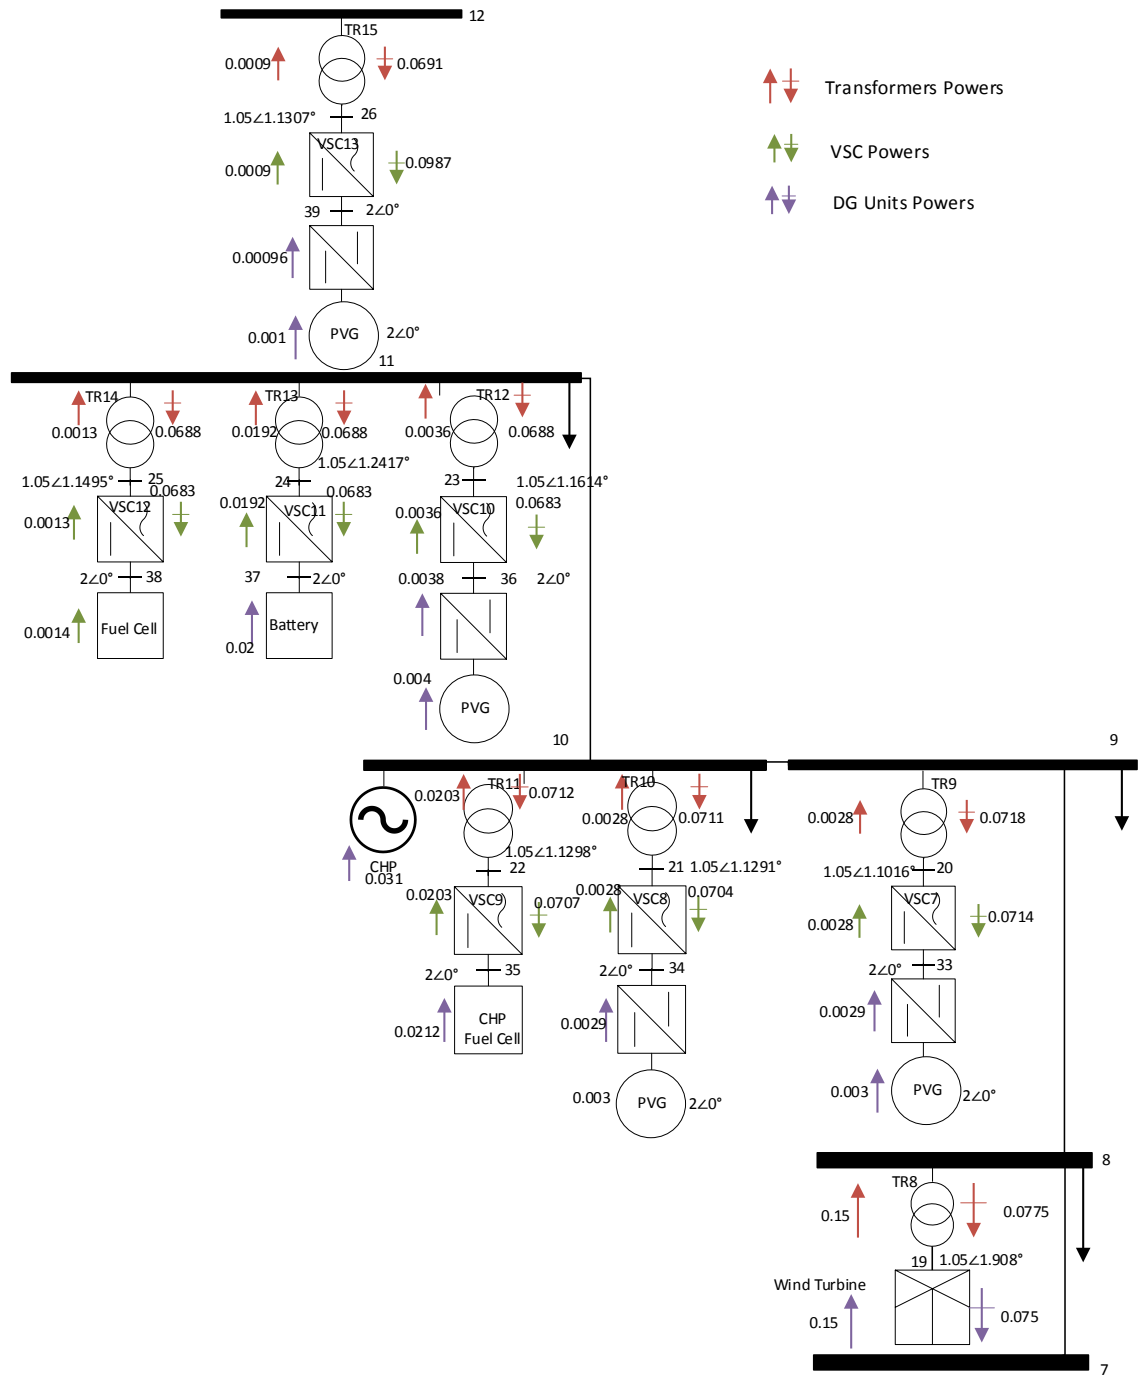 12
TR15
0.0009
0.0691
Transformers Powers
1.05∠1.1307°
26
VSC13
VSC Powers
0.0009
0.0987
39
2∠0°
DG Units Powers
0.00096
PVG
2∠0°
0.001
11
TR14
TR13
TR12
0.0013
0.0688
0.0192
0.0688
0.0036
0.0688
1.05∠1.2417°
1.05∠1.1495°
25
24
23
1.05∠1.1614°
0.0683
0.0683
0.0683
VSC12
0.0192
VSC11
0.0036
VSC10
0.0013
2∠0°
38
37
2∠0°
0.0038
36
2∠0°
0.0014
Fuel Cell
Battery
0.02
0.004
PVG
10
9
TR11
TR10
TR9
0.0203
0.0712
0.0028
0.0711
0.0028
0.0718
1.05∠1.1298°
CHP
0.031
22
21
1.05∠1.1291°
1.05∠1.1016°
20
0.0203
VSC9
0.0707
0.0028
VSC8
0.0704
VSC7
0.0028
0.0714
2∠0°
35
2∠0°
34
2∠0°
33
0.0212
CHP
Fuel Cell
0.0029
0.0029
0.003
PVG
2∠0°
0.003
PVG
2∠0°
8
TR8
0.15
0.0775
19
1.05∠1.908°
Wind Turbine
0.15
0.075
7